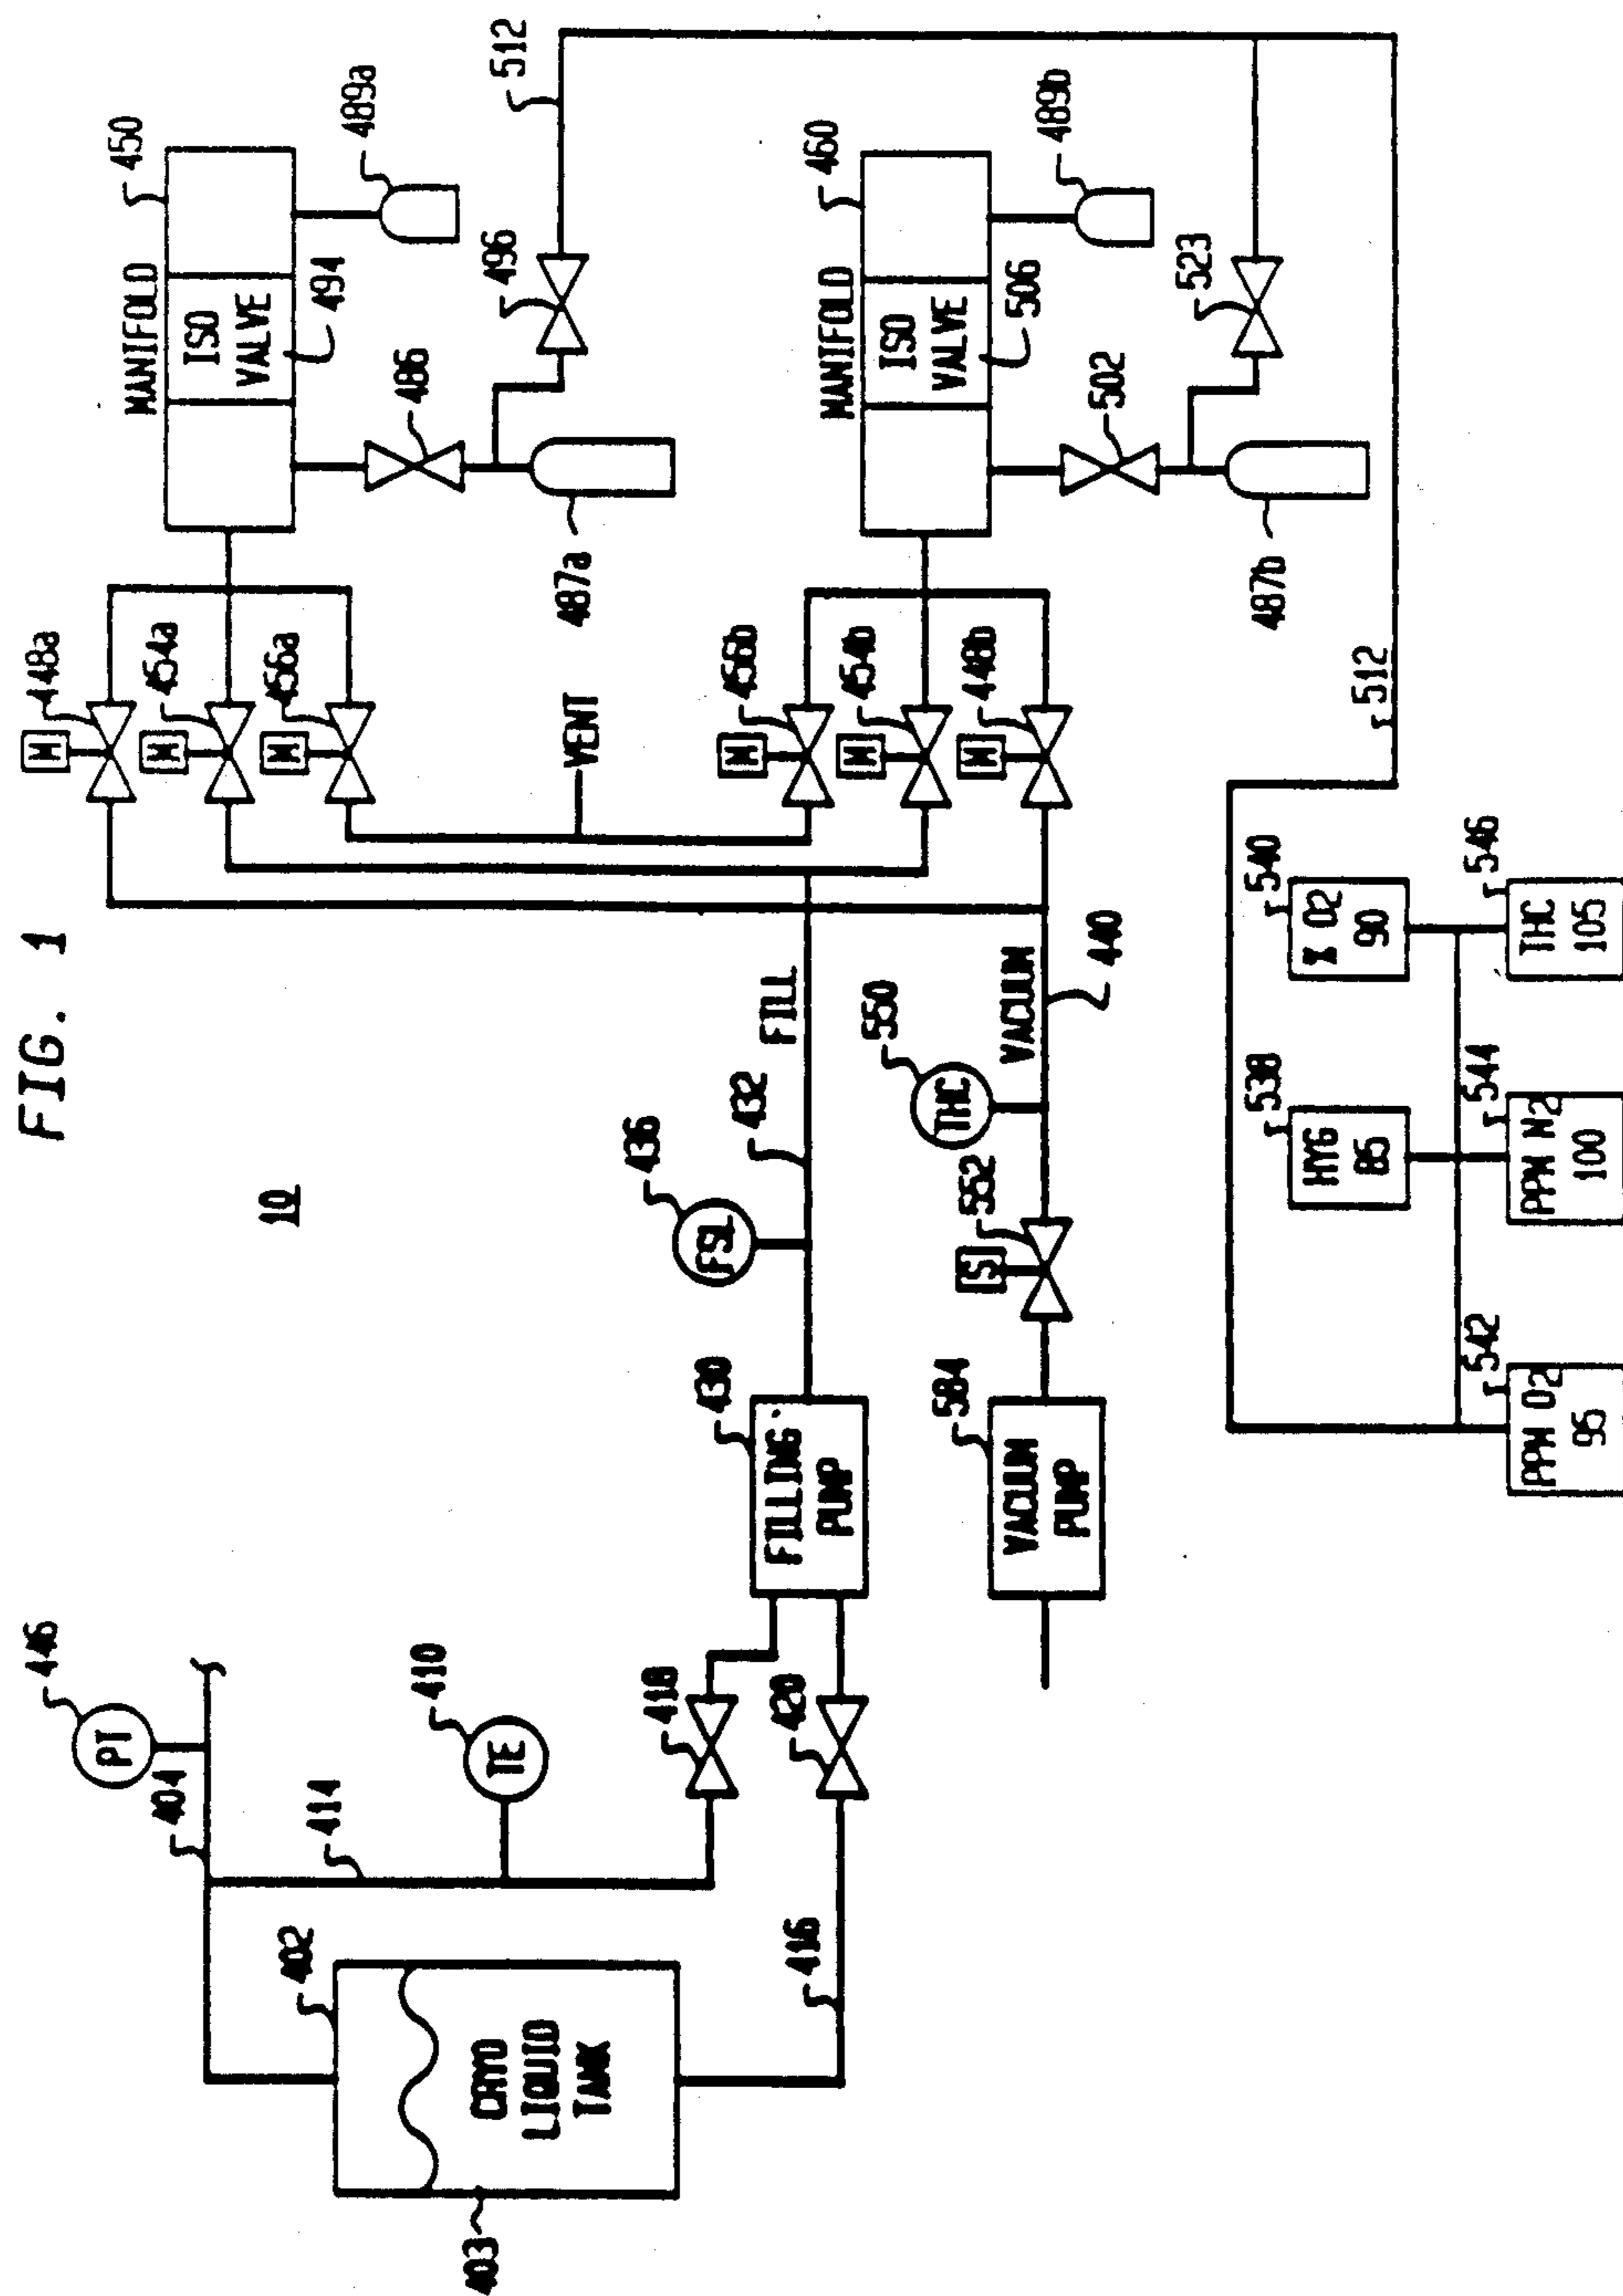 FIG. 1
10
446
PT
404
414
410
TE
402
CRYO
LIQUID
TANK
403
416
418
420
430
FILLING
PUMP
436
FSL
432
FILL
584
VACUUM
PUMP
552
S
550
THC
VACUUM
440
448a
M
454a
M
456a
M
VENT
456b
M
454b
M
448b
M
MANIFOLD
450
ISO
VALVE
494
489a
486
487a
496
512
MANIFOLD
460
ISO
VALVE
506
489b
502
487b
523
512
538
HYG
85
540
% O2
90
542
PPM O2
95
544
PPM N2
100
546
THC
105